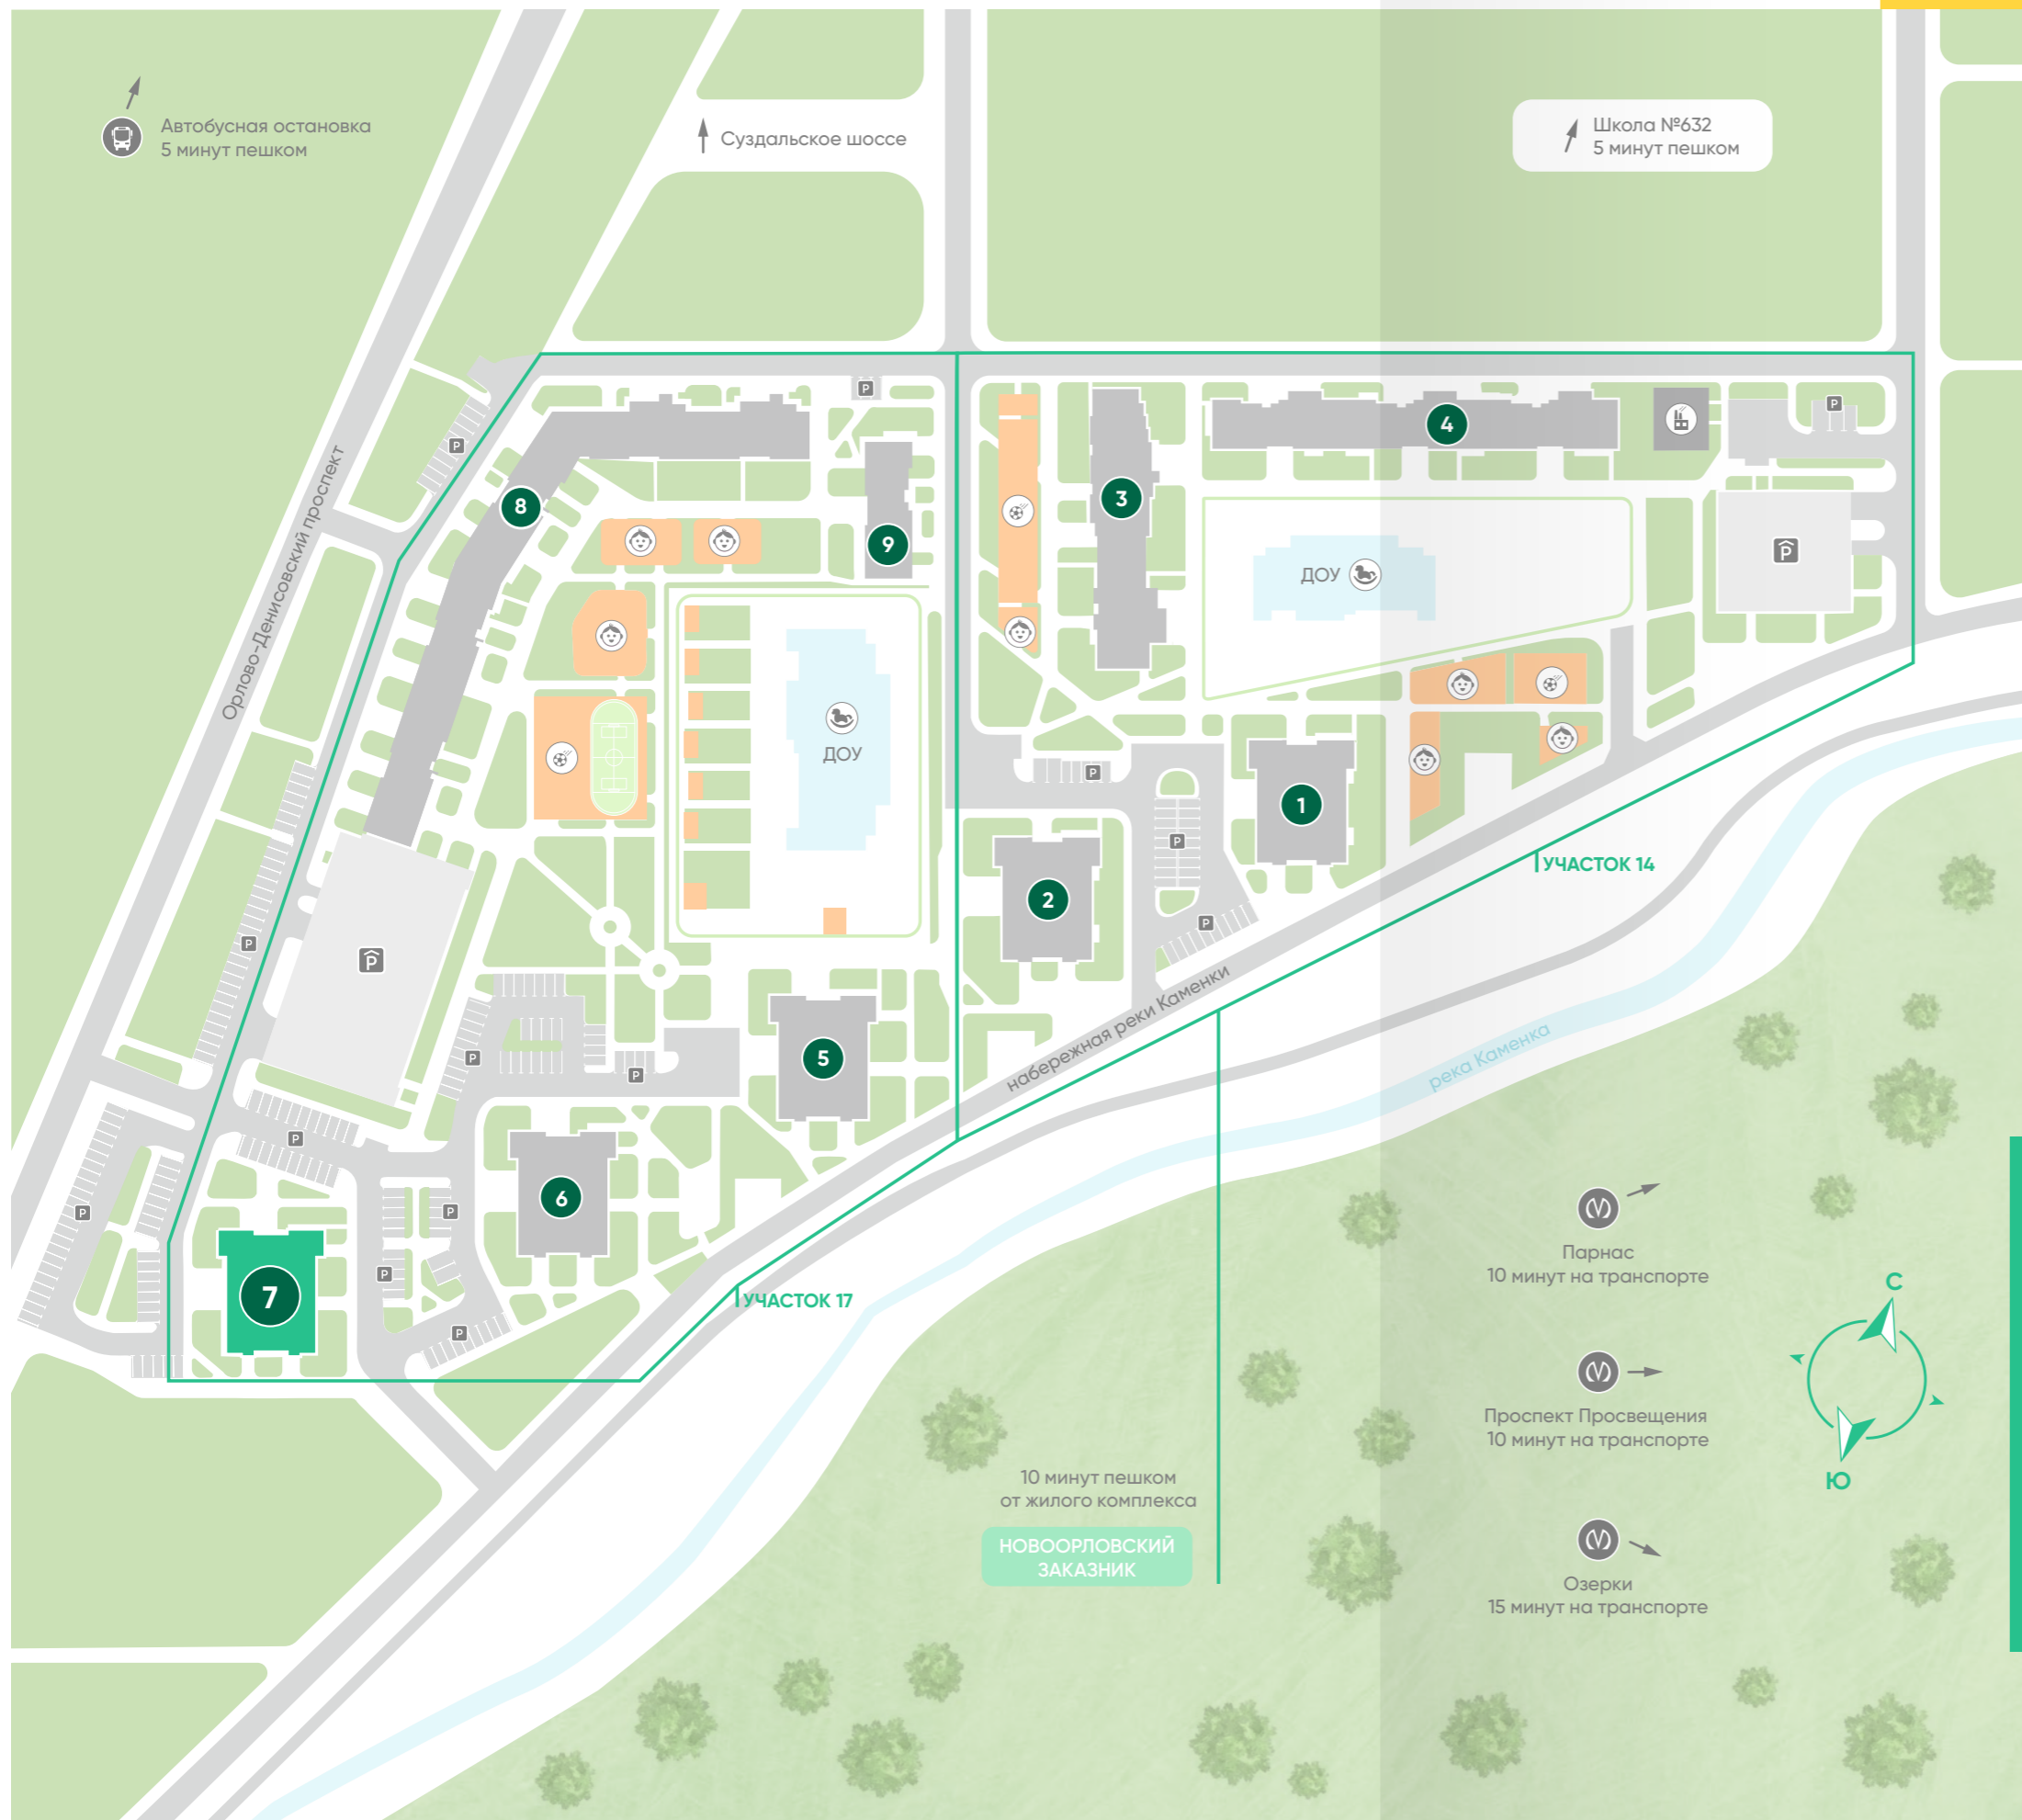 Автобусная остановка
5 минут пешком
Суздальское шоссе
Школа №632
5 минут пешком
Орлово-Денисовский проспект
P
P
P
4
3
8
9
P
ДОУ
ДОУ
P
1
P
2
P
УЧАСТОК 14
P
P
набережная реки Каменки
река Каменка
5
P
P
P
6
P
P
7
P
P
УЧАСТОК 17
Парнас
10 минут на транспорте
Проспект Просвещения
10 минут на транспорте
Озерки
15 минут на транспорте
С
Ю
10 минут пешком
от жилого комплекса
НОВООРЛОВСКИЙ
ЗАКАЗНИК